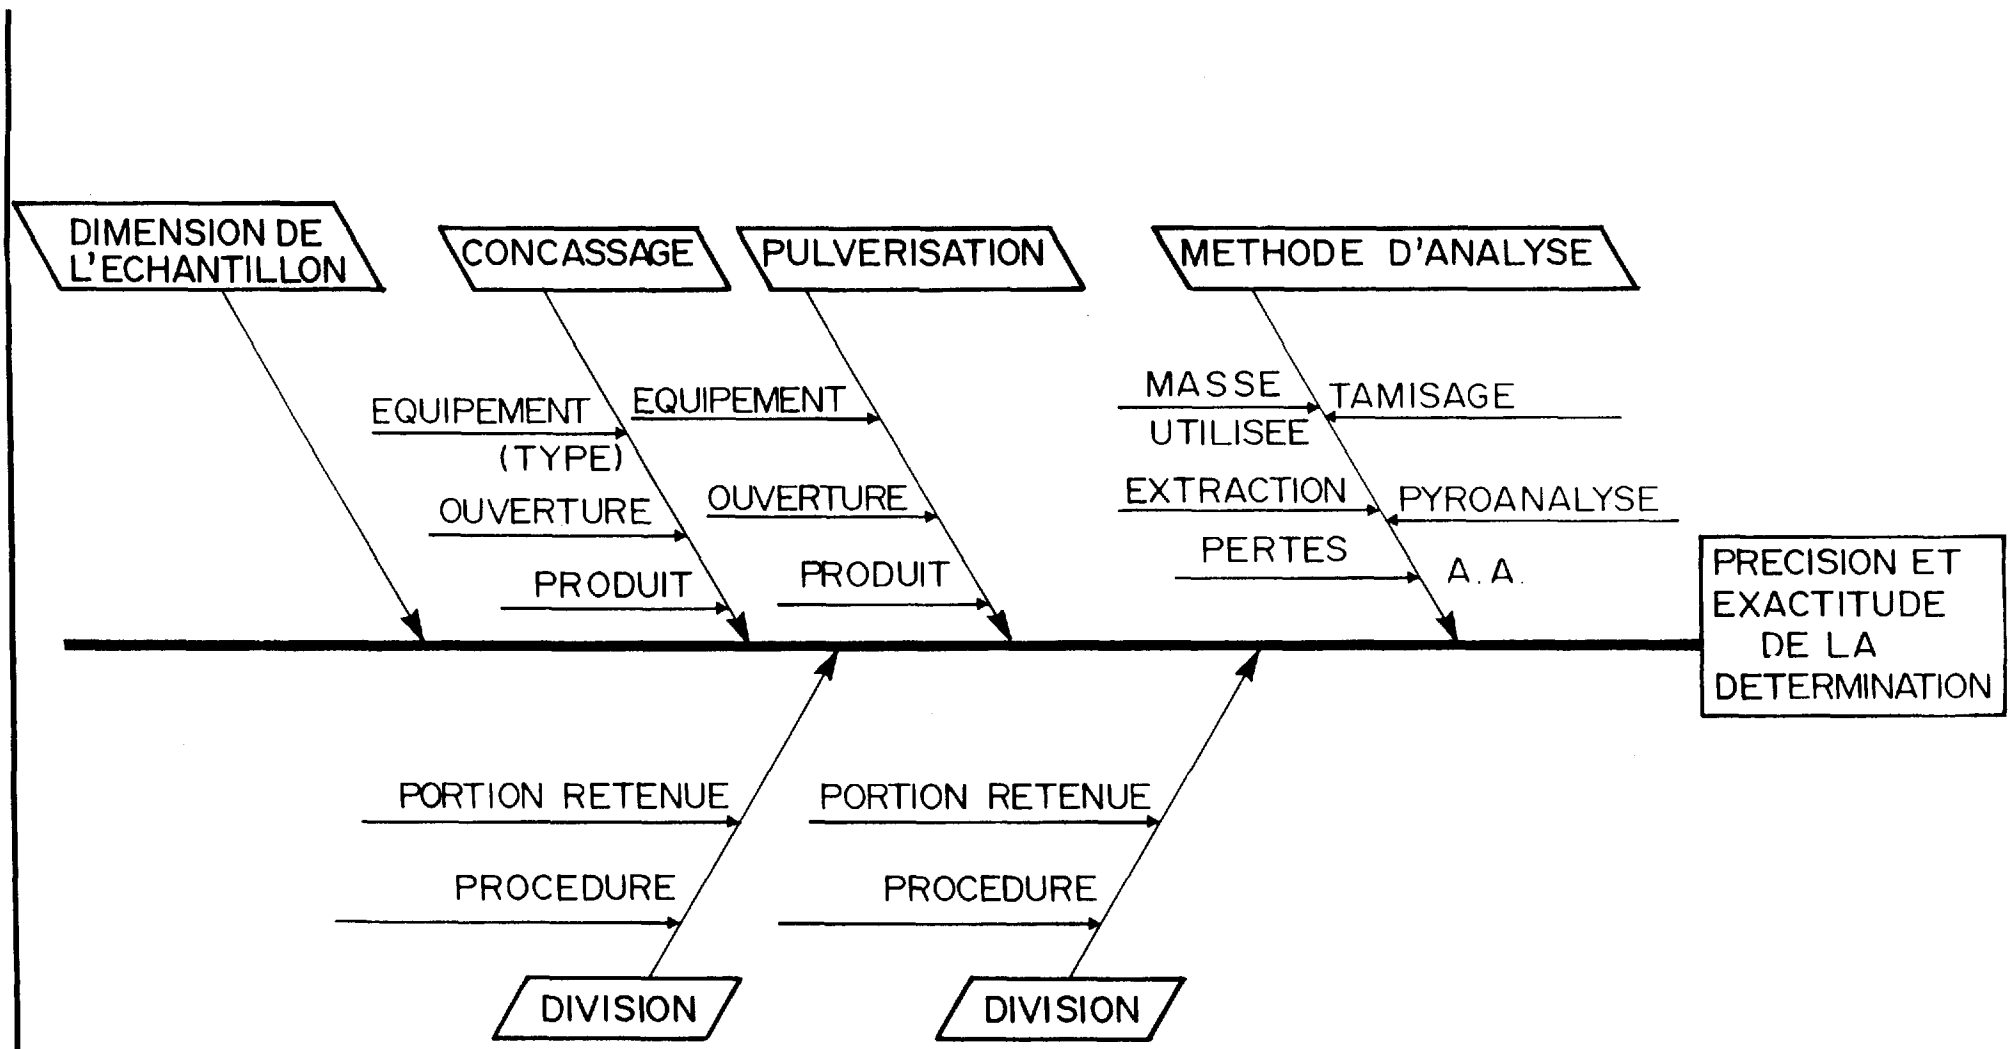 DIMENSION DE
L'ECHANTILLON
CONCASSAGE
PULVERISATION
METHODE D'ANALYSE
EQUIPEMENT
(TYPE)
OUVERTURE
PRODUIT
EQUIPEMENT
OUVERTURE
PRODUIT
MASSE
UTILISEE
EXTRACTION
PERTES
TAMISAGE
PYROANALYSE
A.A.
PRECISION ET
EXACTITUDE
DE LA
DETERMINATION
PORTION RETENUE
PROCEDURE
DIVISION
PORTION RETENUE
PROCEDURE
DIVISION